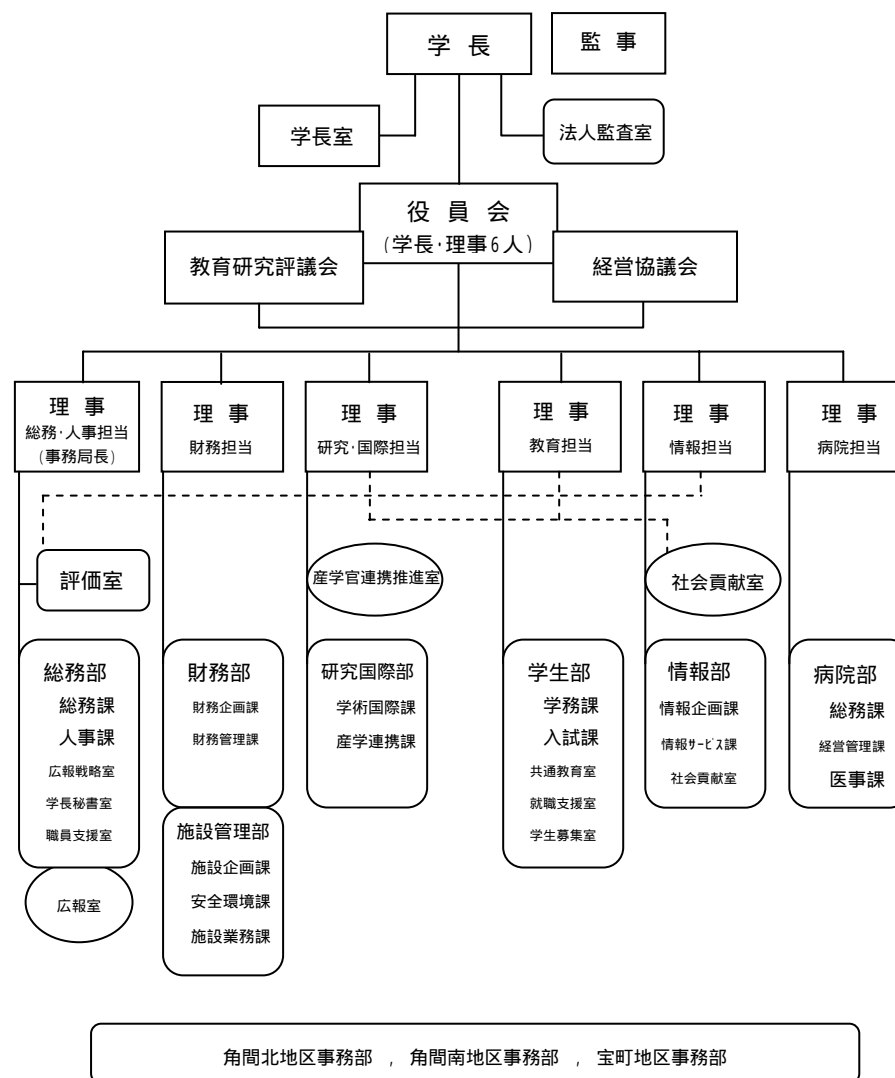 学 長
監 事
学長室
法人監査室
役 員 会
(学長・理事6人)
教育研究評議会
経営協議会
理 事
総務・人事担当
(事務局長)
理 事
財務担当
理 事
研究・国際担当
理 事
教育担当
理 事
情報担当
理 事
病院担当
評価室
産学官連携推進室
社会貢献室
総務部
総務課
人事課
広報戦略室
学長秘書室
職員支援室
広報室
財務部
財務企画課
財務管理課
施設管理部
施設企画課
安全環境課
施設業務課
研究国際部
学術国際課
産学連携課
学生部
学務課
入試課
共通教育室
就職支援室
学生募集室
情報部
情報企画課
情報サービス課
社会貢献室
病院部
総務課
経営管理課
医事課
角間北地区事務部 , 角間南地区事務部 , 宝町地区事務部